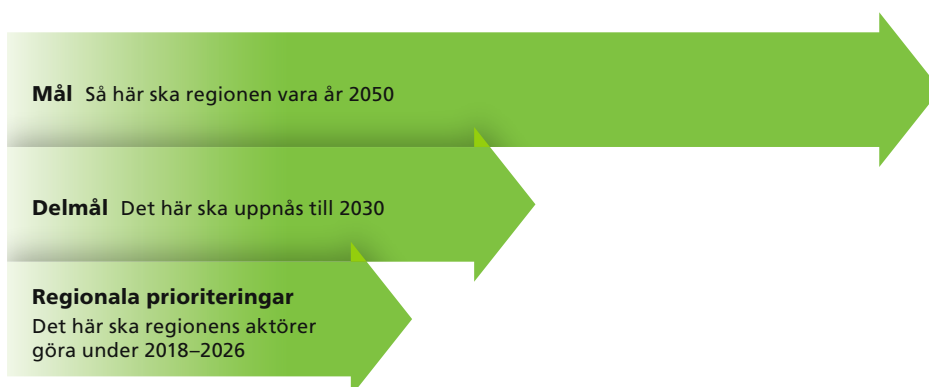 Mål Så här ska regionen vara år 2050
Delmål Det här ska uppnås till 2030
Regionala prioriteringar
Det här ska regionens aktörer
göra under 2018–2026